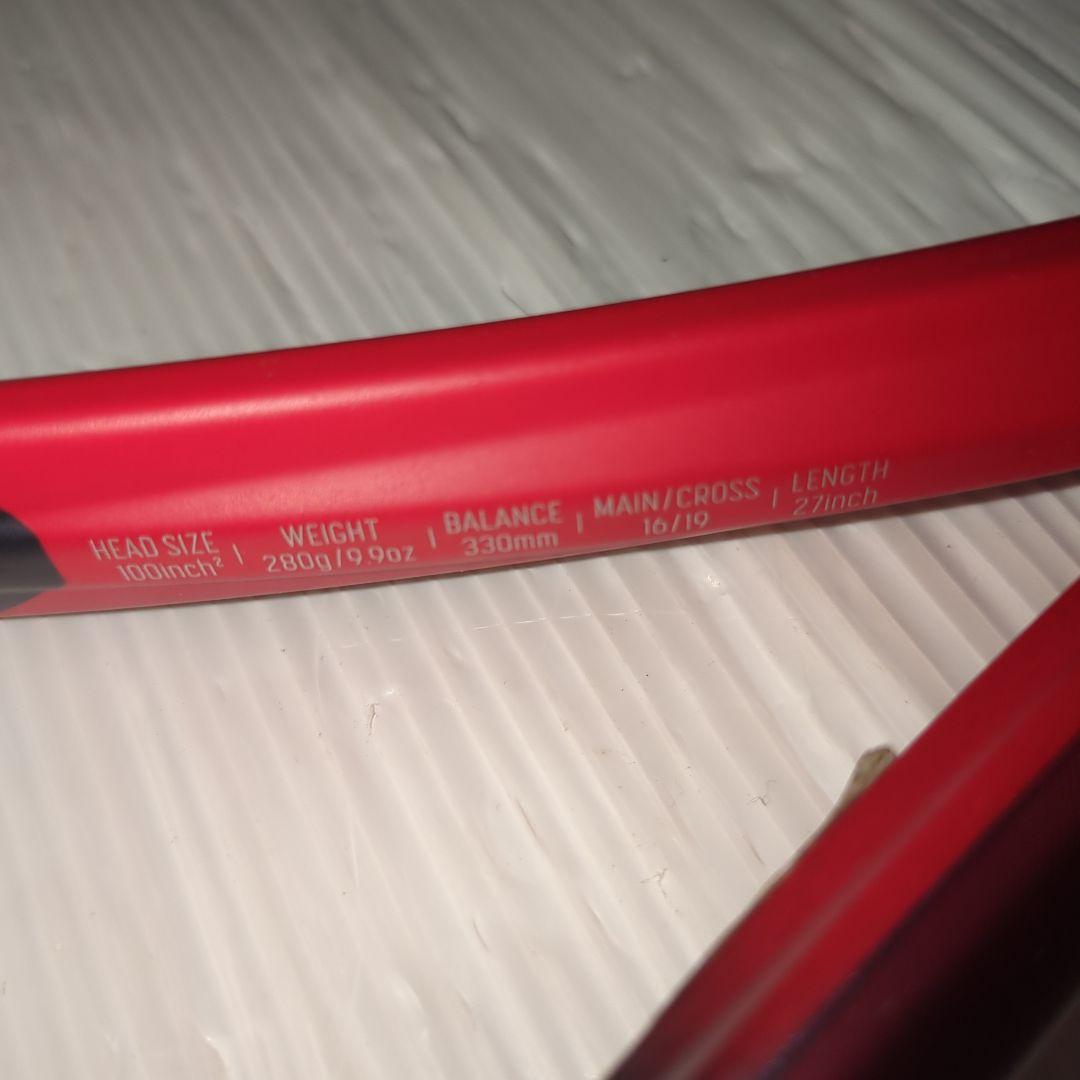 HEAD SIZE | WEIGHT | BALANCE | MAIN/CROSS | LENGTH
100inch² | 280g/9.9oz | 330mm | 16/19 | 27inch